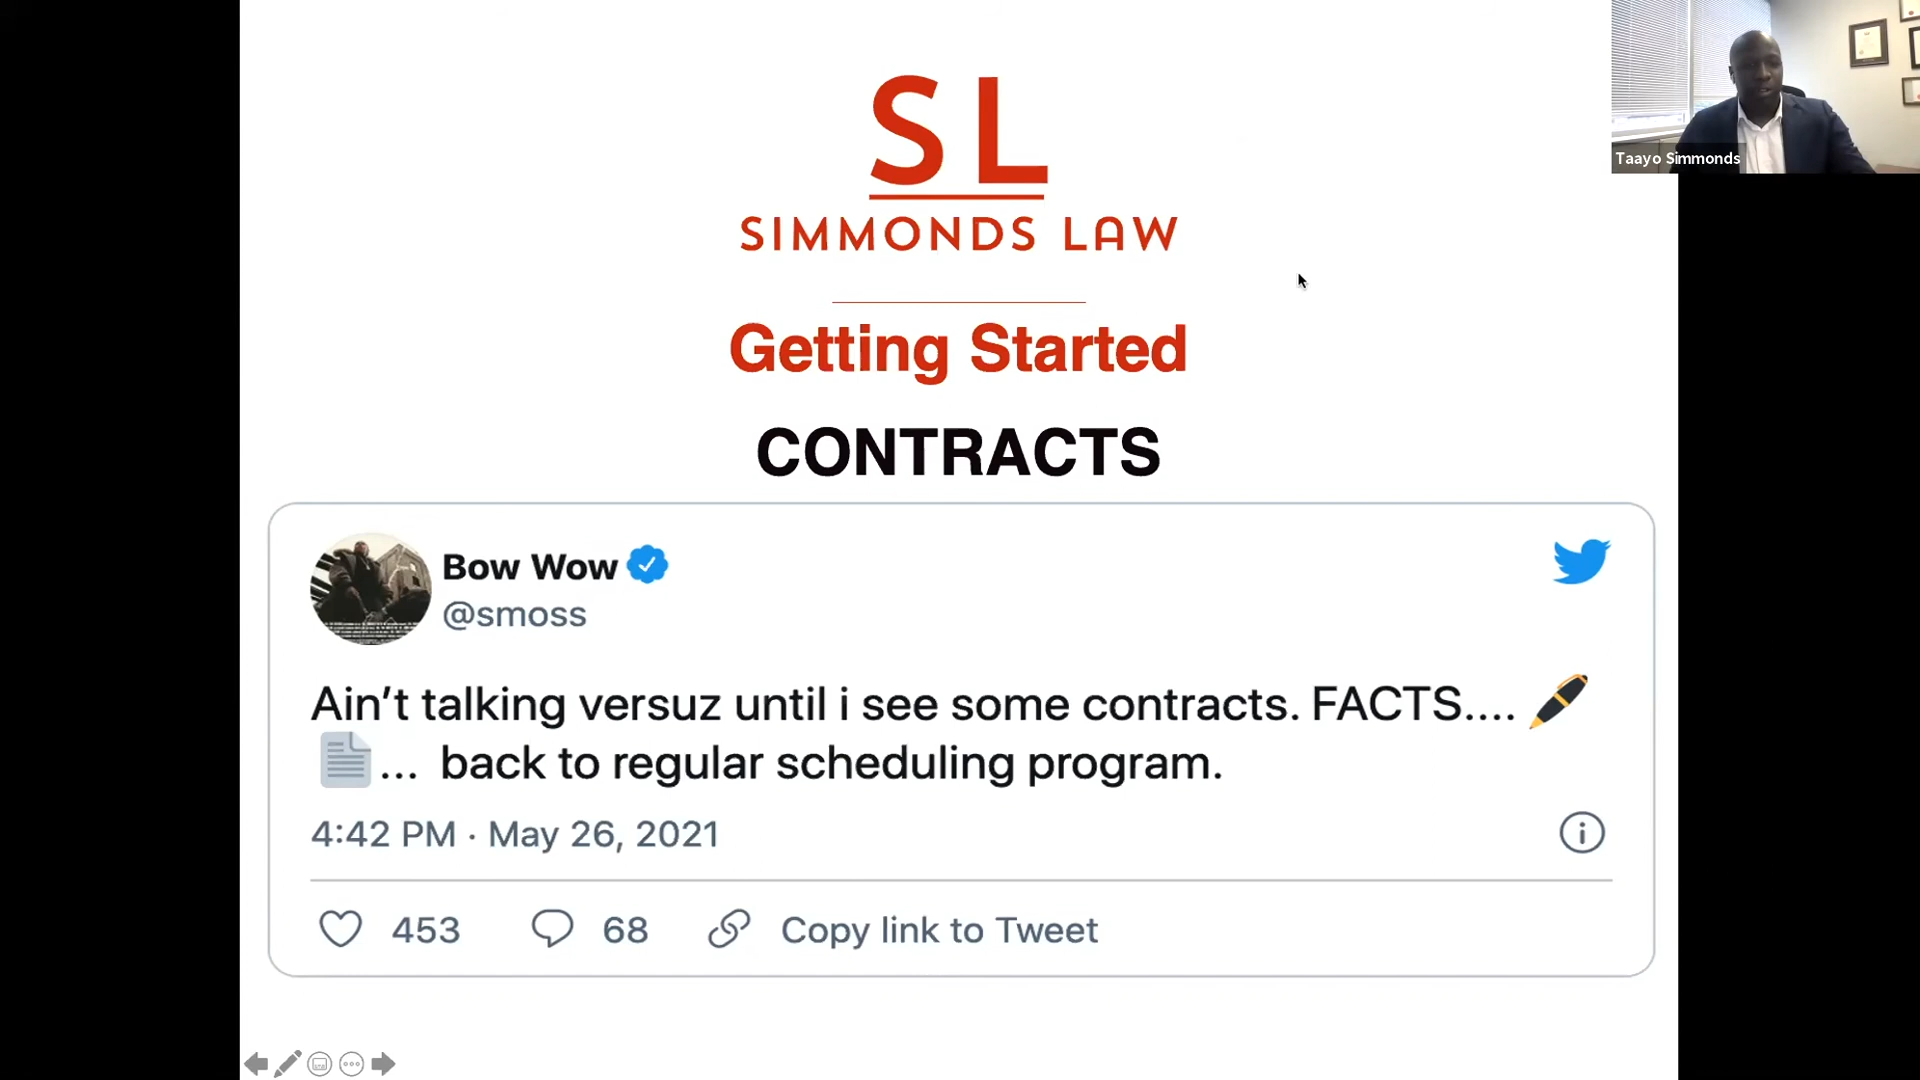 SL
SIMMONDS LAW
Taayo Simmonds
Getting Started
CONTRACTS
Bow Wow
@smoss
Ain’t talking versuz until i see some contracts. FACTS....
... back to regular scheduling program.
4:42 PM · May 26, 2021
453 68 Copy link to Tweet